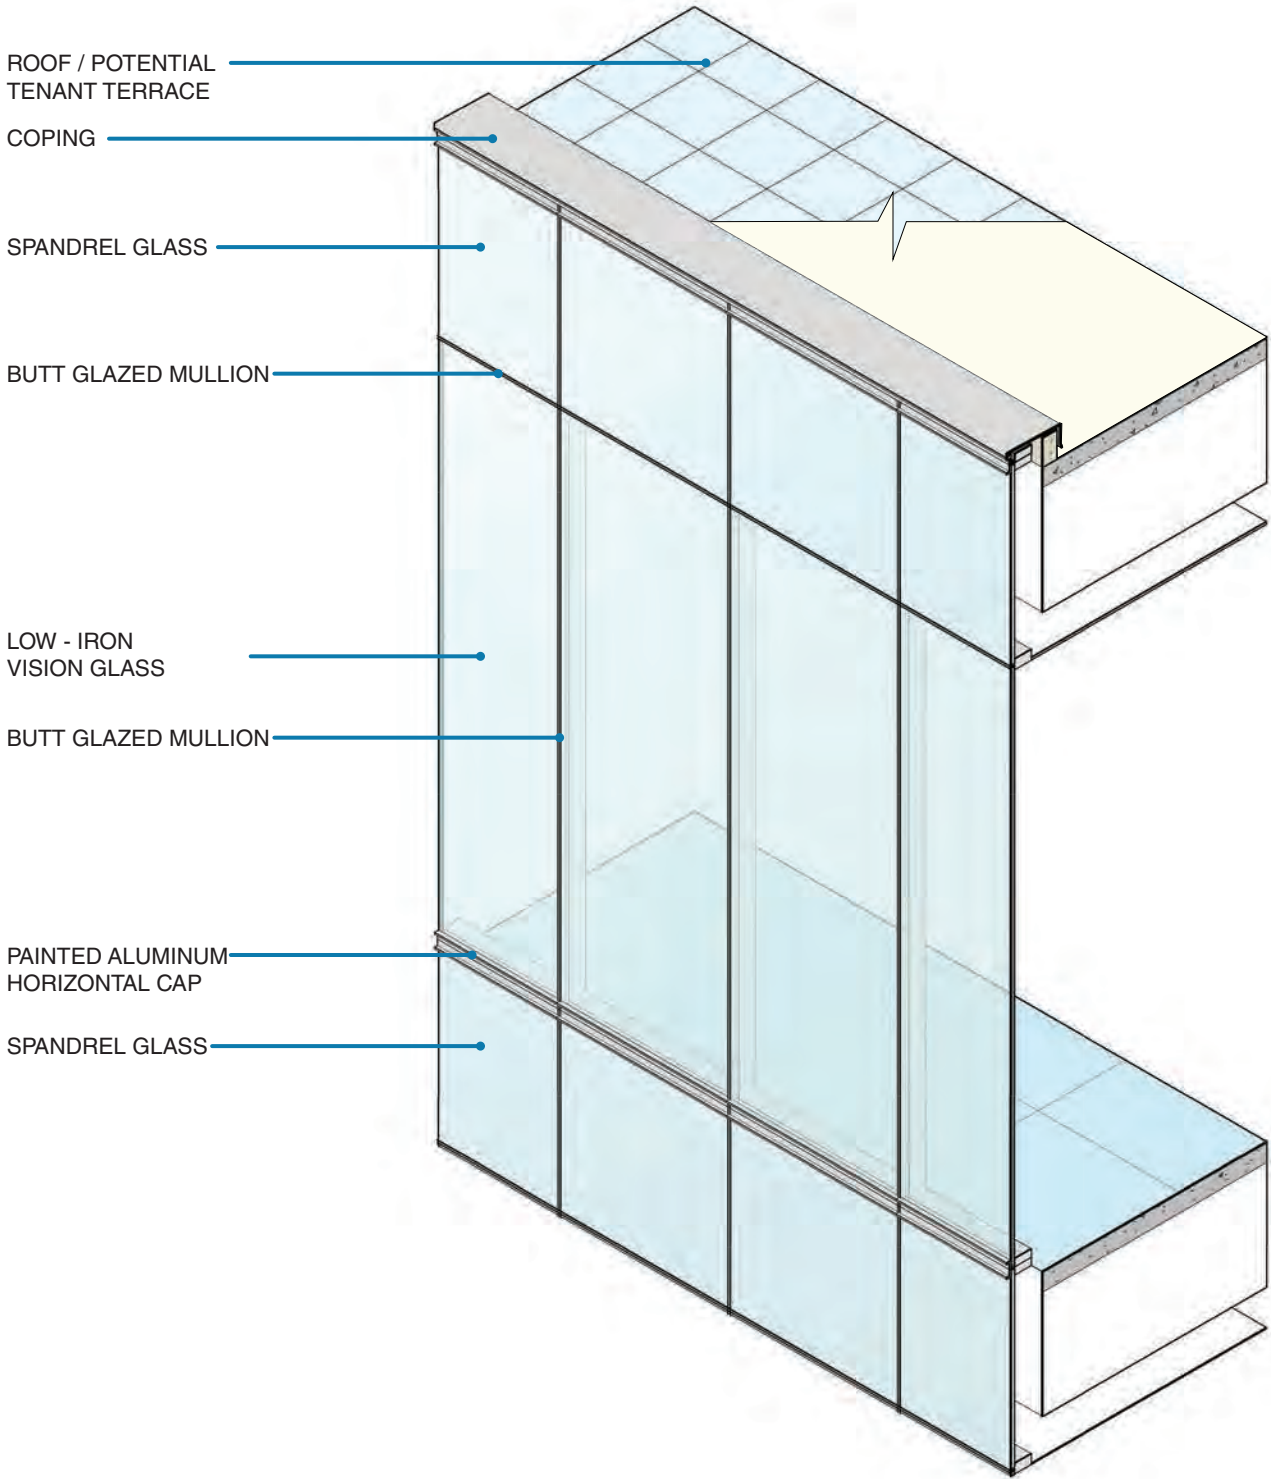 ROOF / POTENTIAL
TENANT TERRACE
COPING
SPANDREL GLASS
BUTT GLAZED MULLION
LOW - IRON
VISION GLASS
BUTT GLAZED MULLION
PAINTED ALUMINUM
HORIZONTAL CAP
SPANDREL GLASS